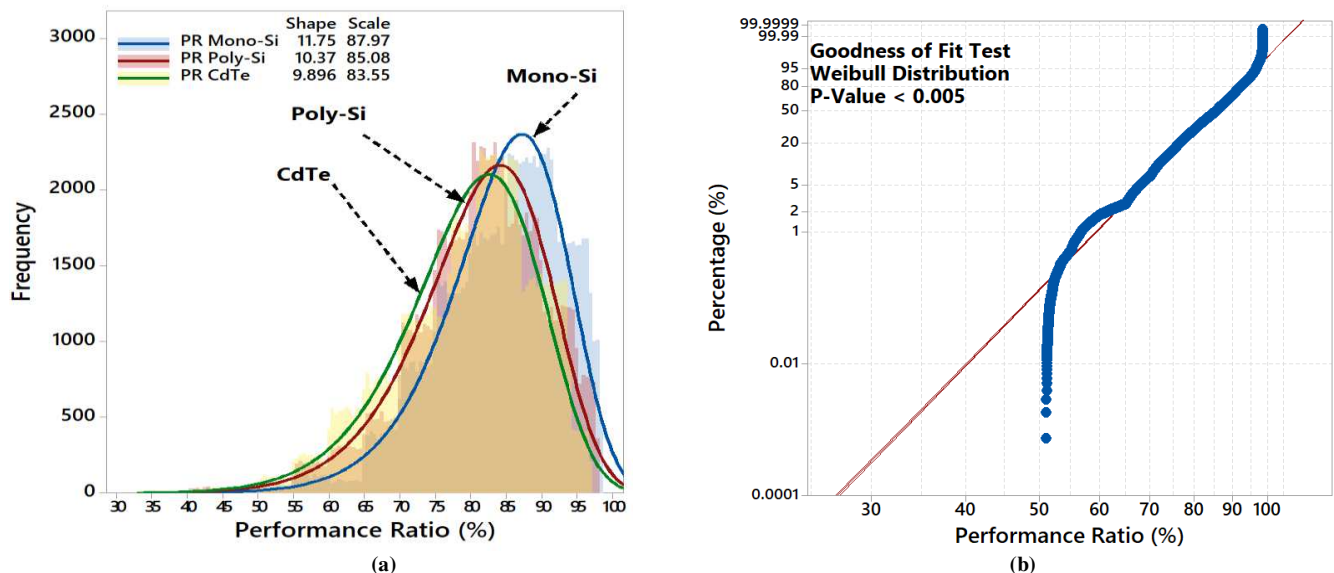 Shape Scale
PR Mono-Si 11.75 87.97
PR Poly-Si 10.37 85.08
PR CdTe 9.896 83.55
Mono-Si
Poly-Si
CdTe
Frequency
3000
2500
2000
1500
1000
500
0
30 35 40 45 50 55 60 65 70 75 80 85 90 95 100
Performance Ratio (%)
(a)
Goodness of Fit Test
Weibull Distribution
P-Value < 0.005
Percentage (%)
99.9999
99.99
95
80
50
20
5
2
1
0.01
0.0001
30 40 50 60 70 80 90 100
Performance Ratio (%)
(b)